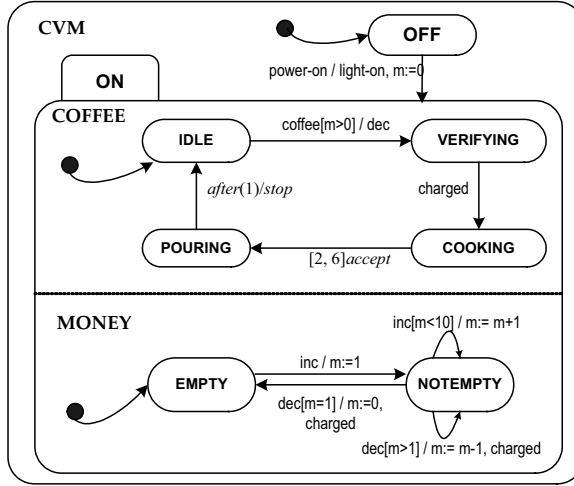 CVM
OFF
power-on / light-on, m:=0
ON
COFFEE
IDLE
coffee[m>0] / dec
VERIFYING
after(1)/stop
charged
POURING
[2, 6]accept
COOKING
MONEY
inc[m<10] / m:= m+1
EMPTY
inc / m:=1
NOTEMPTY
dec[m=1] / m:=0,
charged
dec[m>1] / m:= m-1, charged